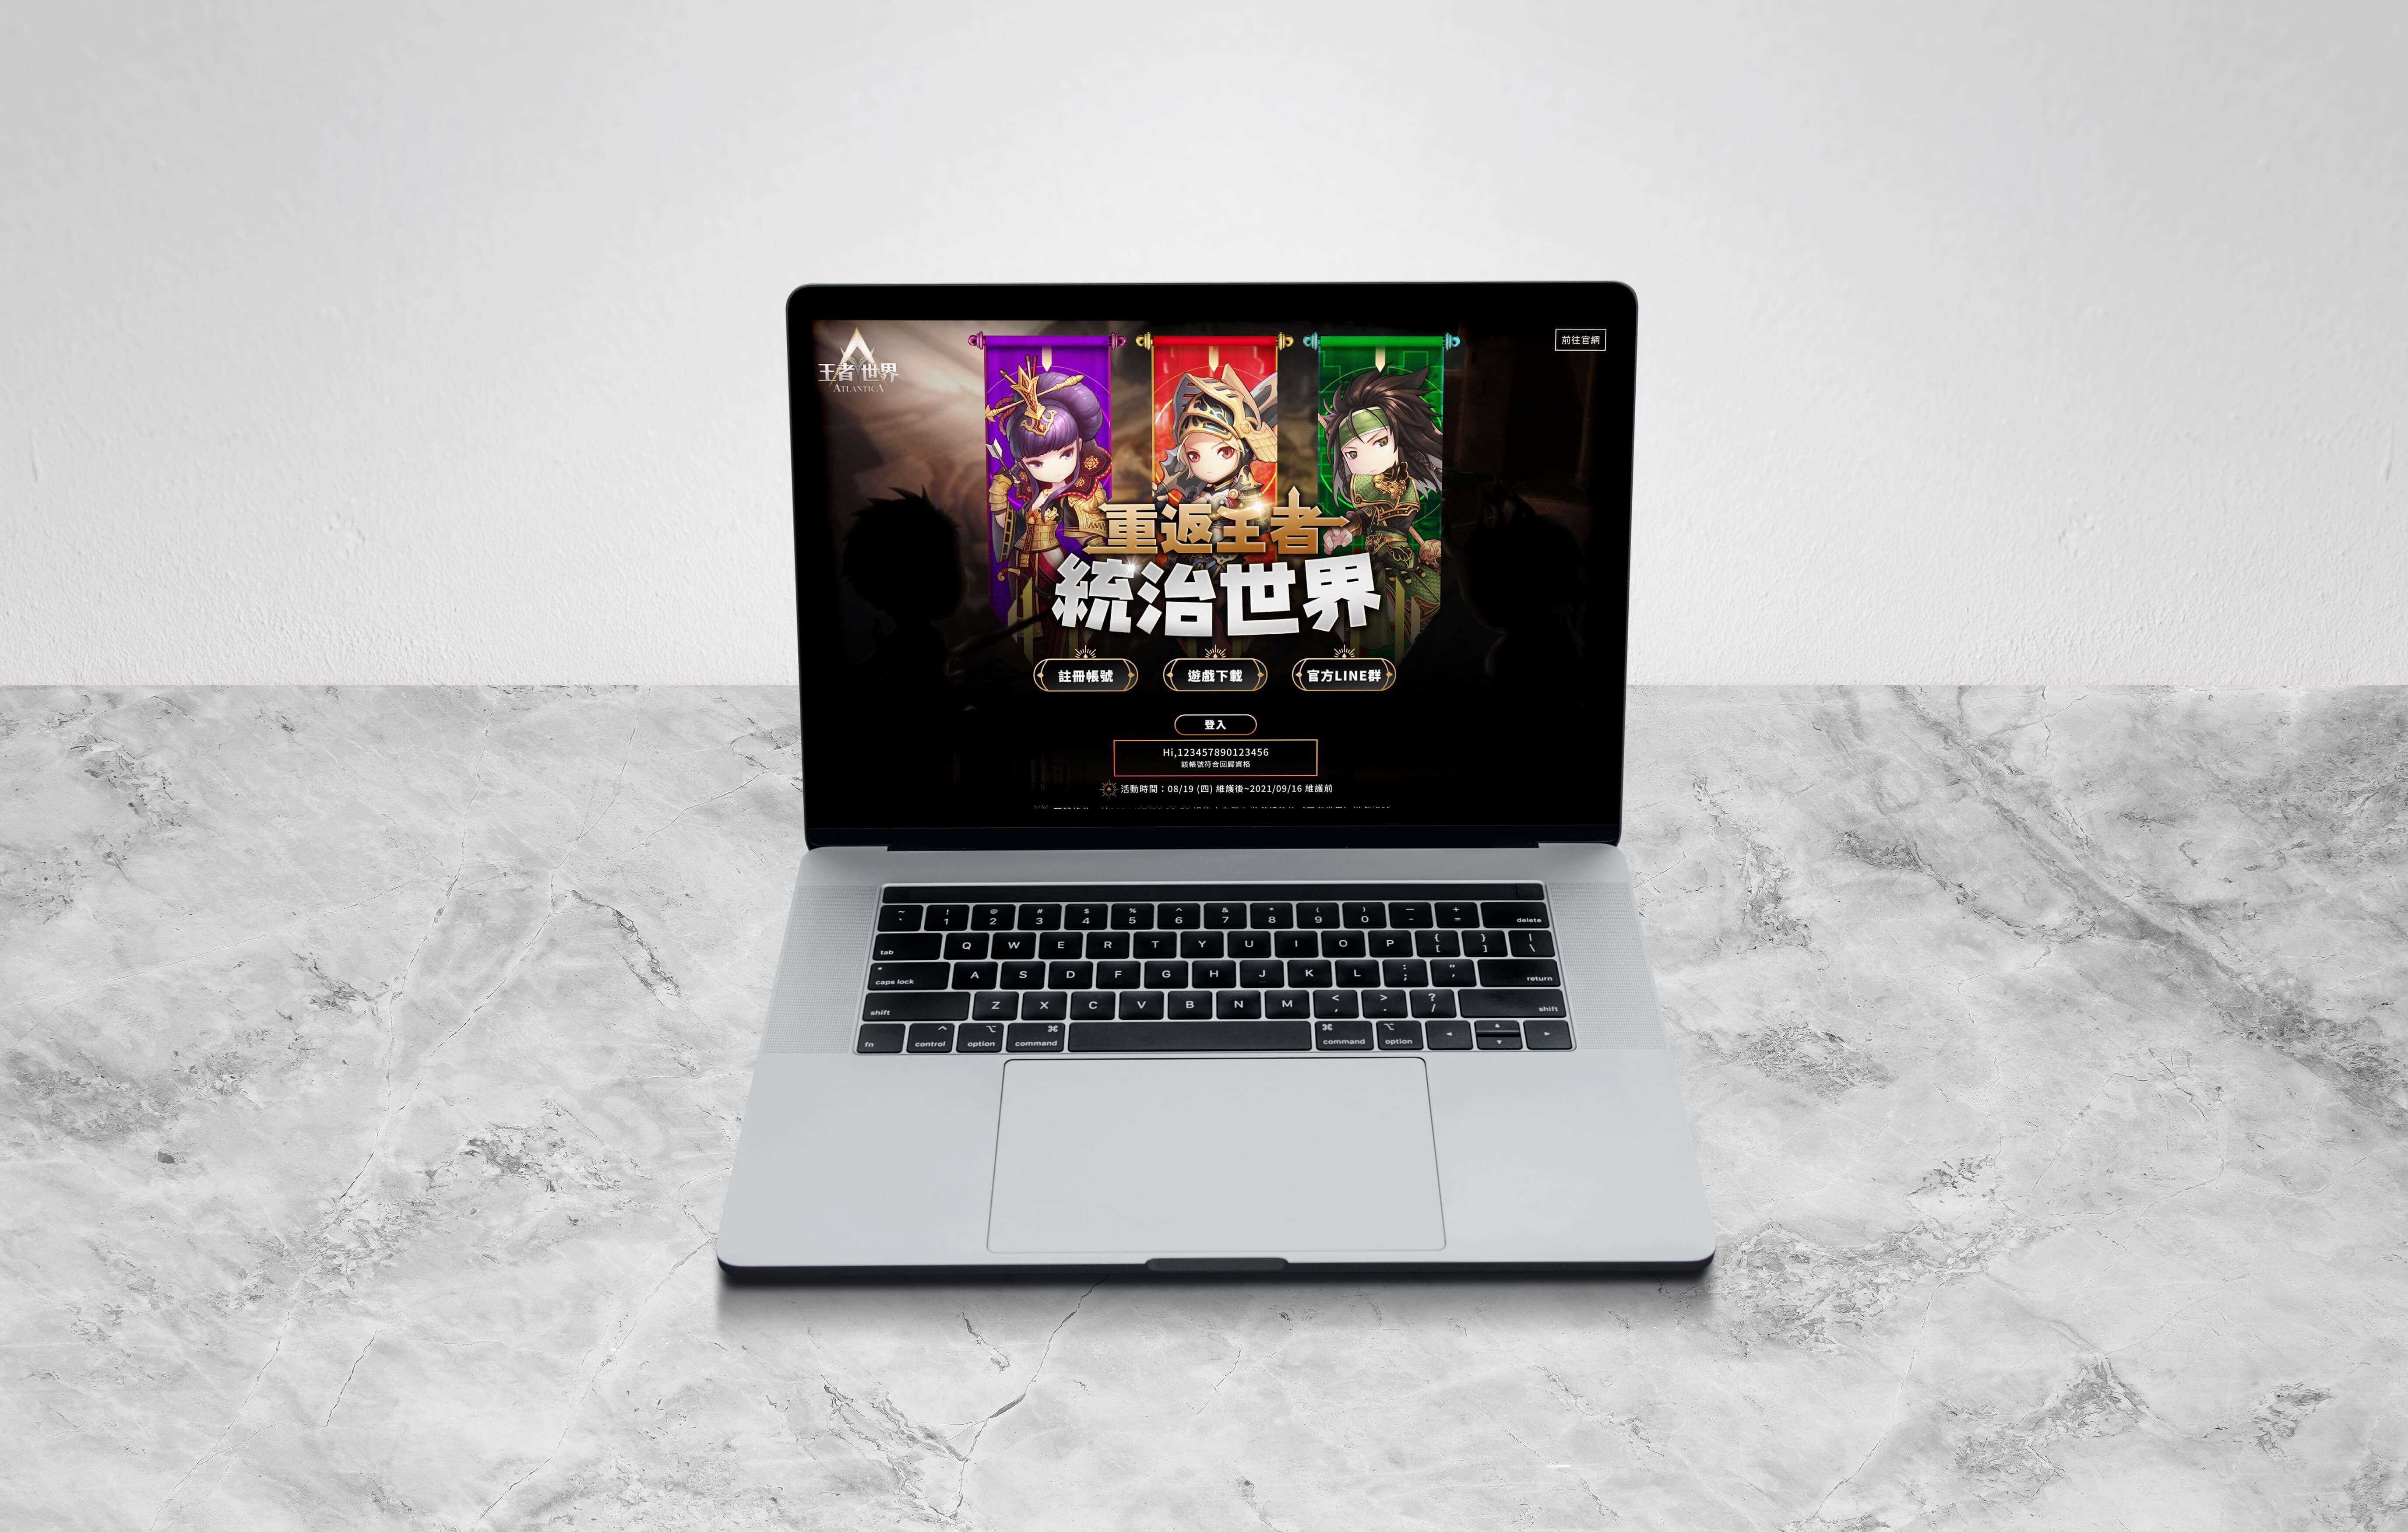 王者世界
ATLANTICA
前往官網
重返王者
統治世界
註冊帳號
遊戲下載
官方LINE群
登入
Hi,123457890123456
該帳號符合回歸資格
活動時間：08/19 (四) 維護後~2021/09/16 維護前
~ ! @ # $ % ^ & * ( ) — +
` 1 2 3 4 5 6 7 8 9 0 - = delete
tab Q W E R T Y U I O P { [ } ] | \
caps lock A S D F G H J K L : ; " ' return
shift Z X C V B N M < , > . ? / shift
fn control option command command option